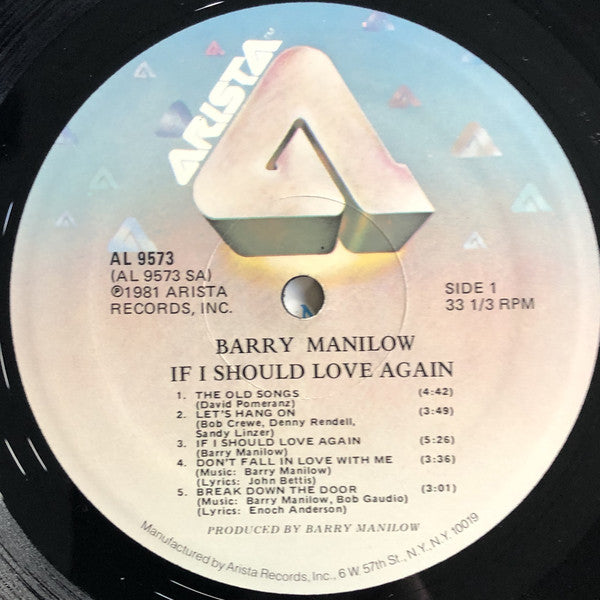 ARISTA
AL 9573
(AL 9573 SA)
℗1981 ARISTA
RECORDS, INC.
SIDE 1
33 1/3 RPM
BARRY MANILOW
IF I SHOULD LOVE AGAIN
1. THE OLD SONGS (4:42)
(David Pomeranz)
2. LET'S HANG ON (3:49)
(Bob Crewe, Denny Rendell,
Sandy Linzer)
3. IF I SHOULD LOVE AGAIN (5:26)
(Barry Manilow)
4. DON'T FALL IN LOVE WITH ME (3:36)
(Music: Barry Manilow)
(Lyrics: John Bettis)
5. BREAK DOWN THE DOOR (3:01)
(Music: Barry Manilow, Bob Gaudio)
(Lyrics: Enoch Anderson)
PRODUCED BY BARRY MANILOW
Manufactured by Arista Records, Inc., 6 W. 57th St., N.Y. N.Y. 10019